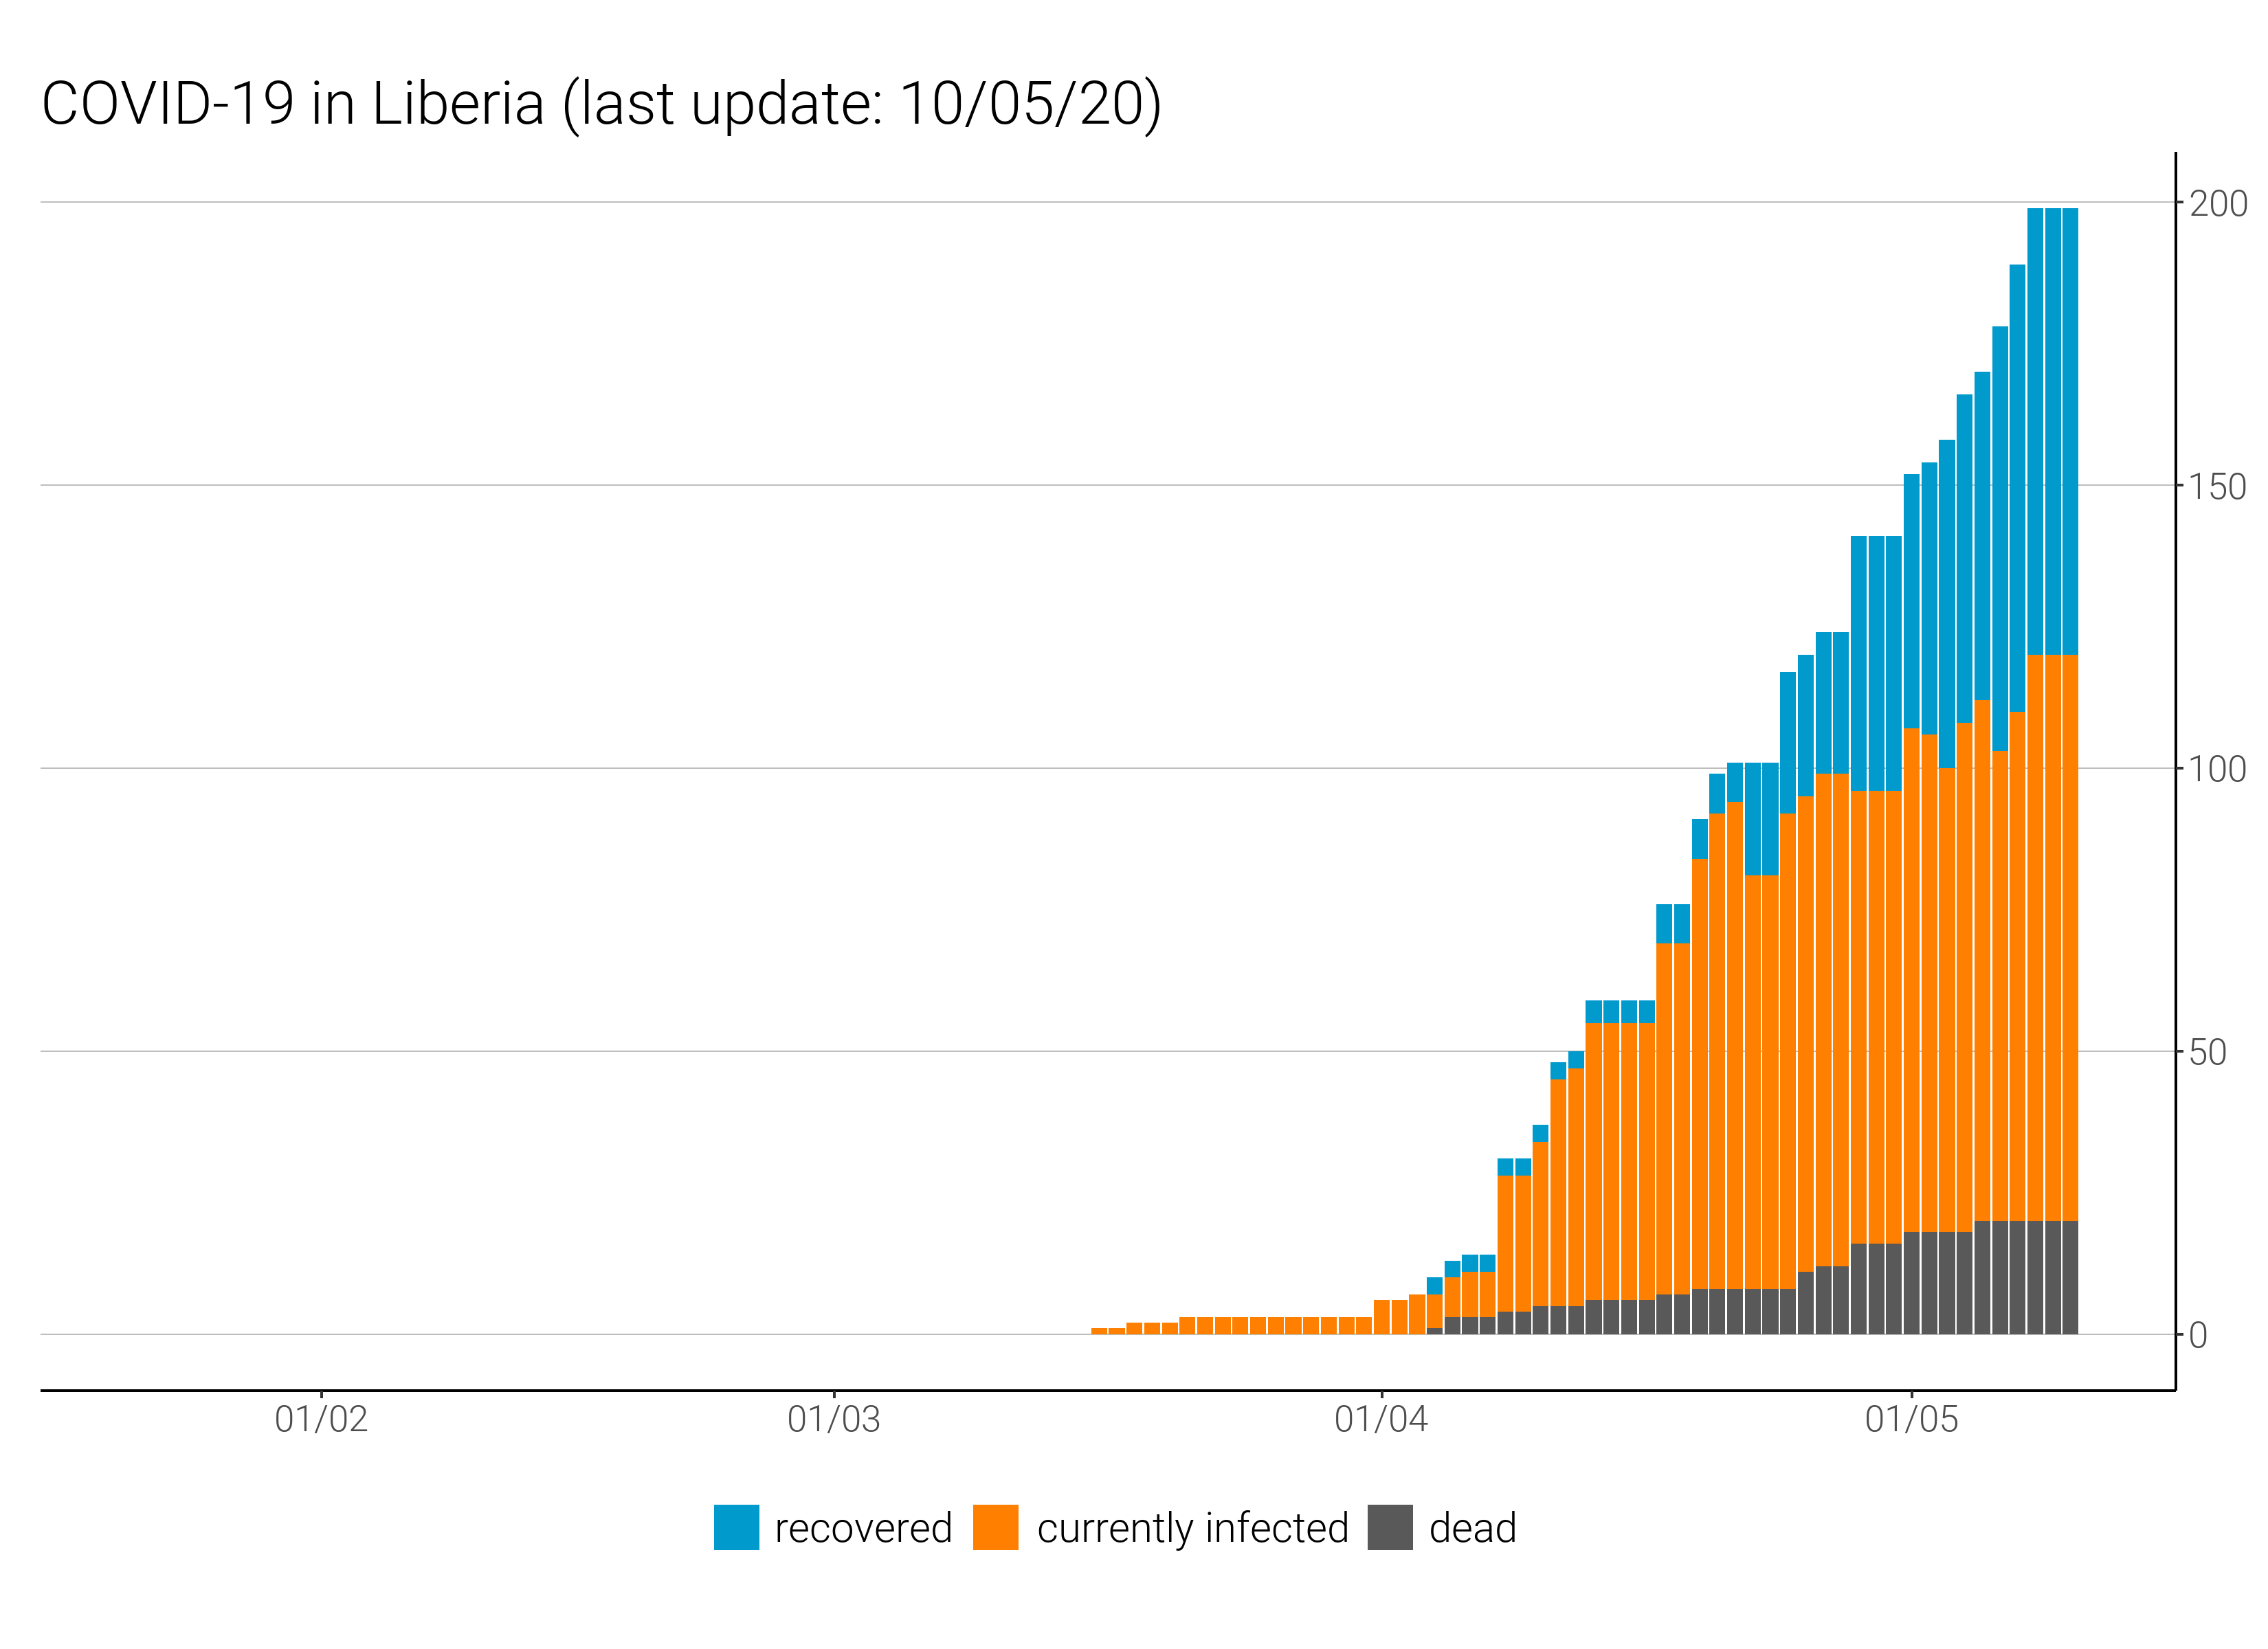 COVID-19 in Liberia (last update: 10/05/20)
200
150
100
50
0
01/02 01/03 01/04 01/05
recovered currently infected dead